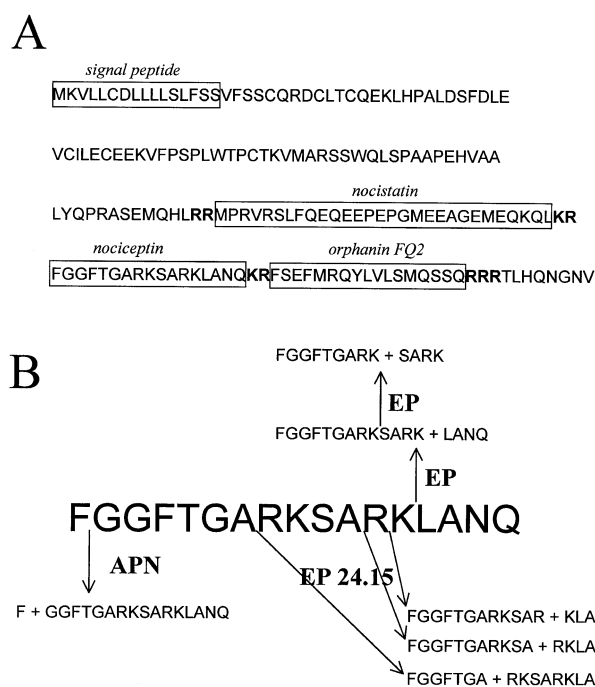 A
signal peptide
MKVLLCDLLLLSLFSSVFSSCQRDCLTCQEKLHPALDSFDLE
VCILECEEKVFPSPLWTPCTKVMARSSWQLSPAAPEHVAA
nocistatin
LYQPRASEMQHLRRMPRVRSLFQEQEEPEPGMEEAGEMEQKQLKR
nociceptin orphanin FQ2
FGGFTGARKSARKLANQKRFSEFMRQYLVLSMQSSQRRRTLHQNGNV
B
FGGFTGARK + SARK
EP
FGGFTGARKSARK + LANQ
EP
FGGFTGARKSARKLANQ
APN
EP 24.15
F + GGFTGARKSARKLANQ
FGGFTGARKSAR + KLA
FGGFTGARKSA + RKLA
FGGFTGA + RKSARKLA